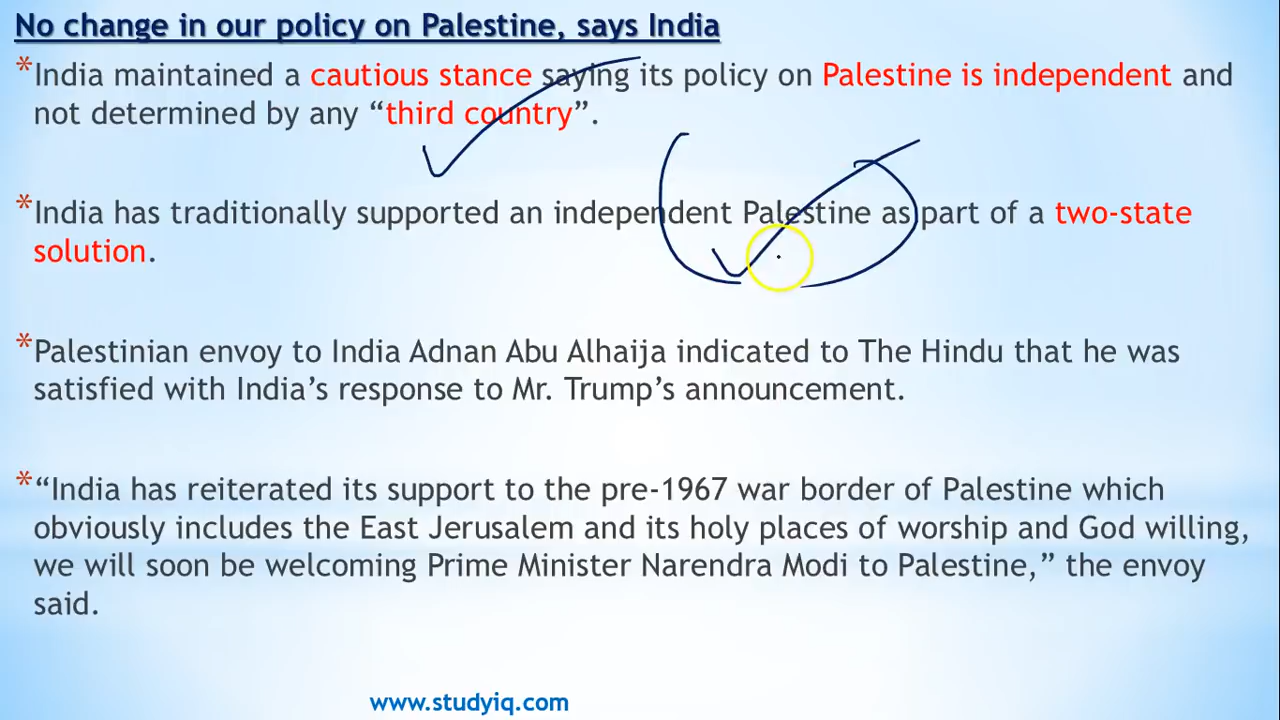 No change in our policy on Palestine, says India
*India maintained a cautious stance saying its policy on Palestine is independent and
not determined by any “third country”.
*India has traditionally supported an independent Palestine as part of a two-state
solution.
*Palestinian envoy to India Adnan Abu Alhaija indicated to The Hindu that he was
satisfied with India’s response to Mr. Trump’s announcement.
*“India has reiterated its support to the pre-1967 war border of Palestine which
obviously includes the East Jerusalem and its holy places of worship and God willing,
we will soon be welcoming Prime Minister Narendra Modi to Palestine,” the envoy
said.
www.studyiq.com